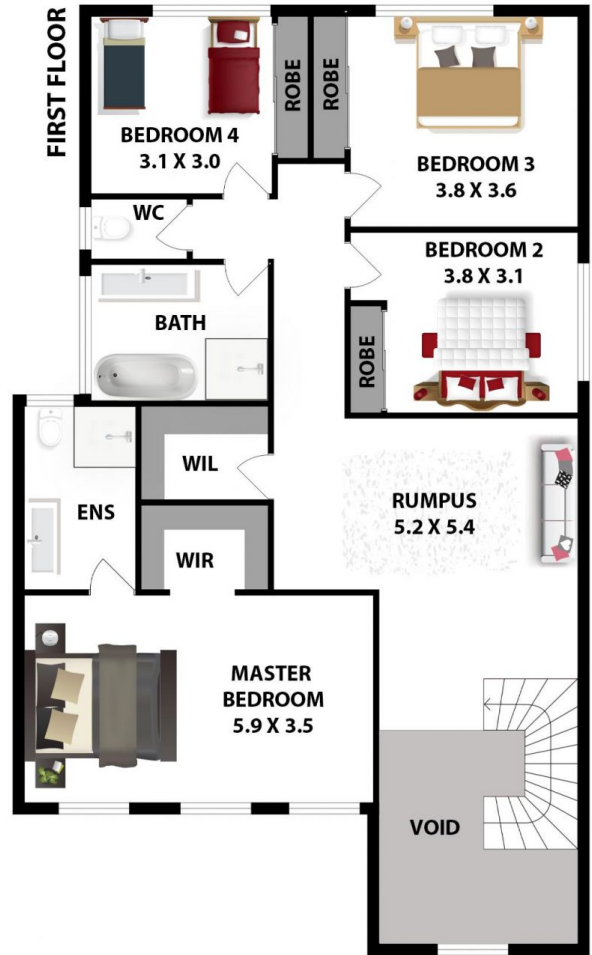 FIRST FLOOR
BEDROOM 4
3.1 X 3.0
ROBE
ROBE
BEDROOM 3
3.8 X 3.6
WC
BATH
BEDROOM 2
3.8 X 3.1
ROBE
WIL
ENS
WIR
RUMPUS
5.2 X 5.4
MASTER
BEDROOM
5.9 X 3.5
VOID